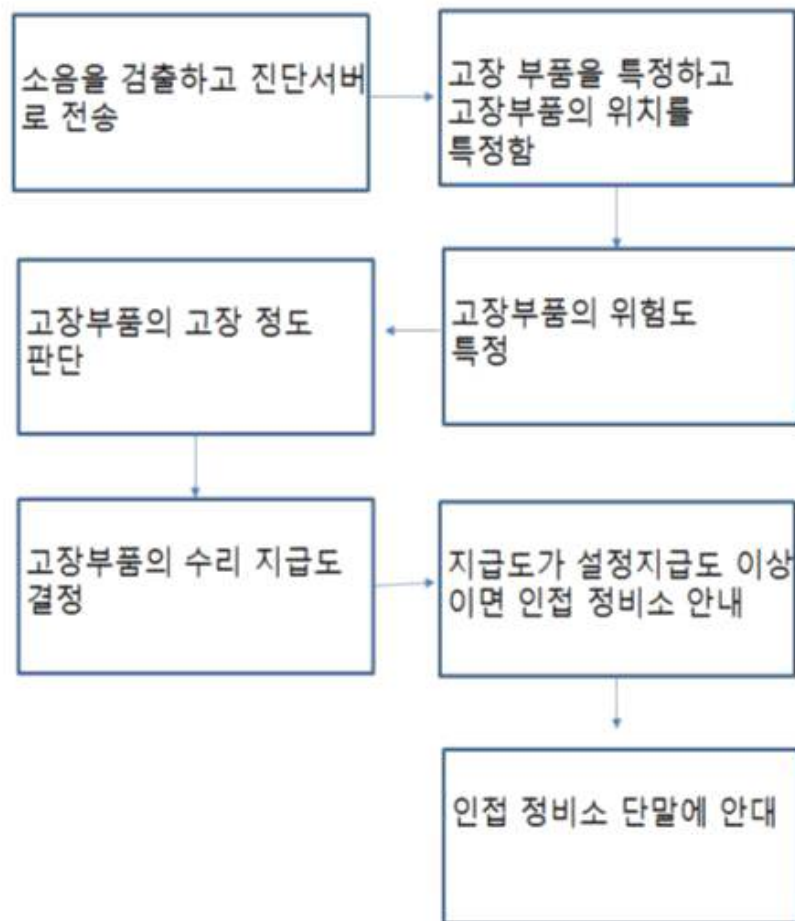 소음을 검출하고 진단서버
로 전송
고장 부품을 특정하고
고장부품의 위치를
특정함
고장부품의 위험도
특정
고장부품의 고장 정도
판단
고장부품의 수리 지급도
결정
지급도가 설정지급도 이상
이면 인접 정비소 안내
인접 정비소 단말에 안대